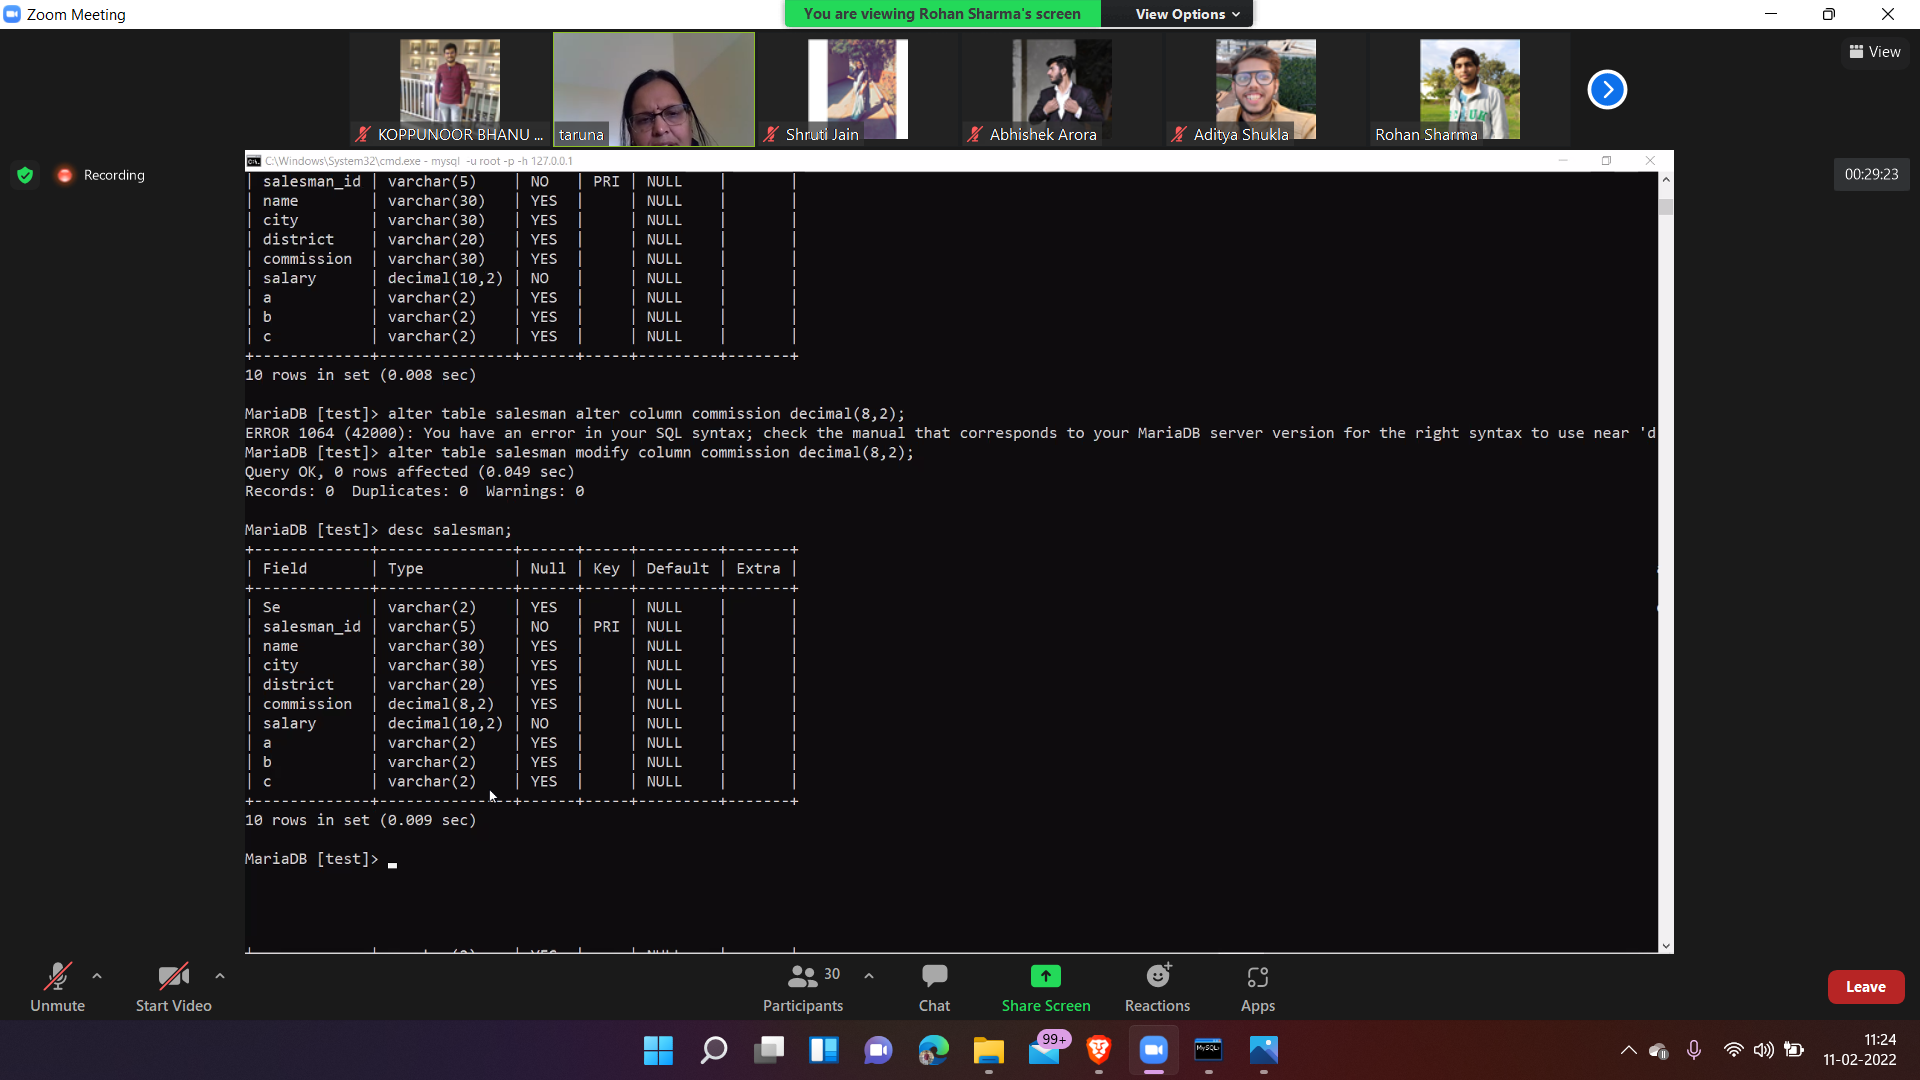 Zoom Meeting
You are viewing Rohan Sharma's screen
View Options
View
KOPPUNOOR BHANU ...
taruna
Shruti Jain
Abhishek Arora
Aditya Shukla
Rohan Sharma
Recording
00:29:23
C:\Windows\System32\cmd.exe - mysql -u root -p -h 127.0.0.1
| salesman_id | varchar(5) | NO | PRI | NULL | |
| name | varchar(30) | YES | | NULL | |
| city | varchar(30) | YES | | NULL | |
| district | varchar(20) | YES | | NULL | |
| commission | varchar(30) | YES | | NULL | |
| salary | decimal(10,2) | NO | | NULL | |
| a | varchar(2) | YES | | NULL | |
| b | varchar(2) | YES | | NULL | |
| c | varchar(2) | YES | | NULL | |
+-------------+---------------+------+-----+---------+-------+
10 rows in set (0.008 sec)
MariaDB [test]> alter table salesman alter column commission decimal(8,2);
ERROR 1064 (42000): You have an error in your SQL syntax; check the manual that corresponds to your MariaDB server version for the right syntax to use near 'd
MariaDB [test]> alter table salesman modify column commission decimal(8,2);
Query OK, 0 rows affected (0.049 sec)
Records: 0 Duplicates: 0 Warnings: 0
MariaDB [test]> desc salesman;
+-------------+---------------+------+-----+---------+-------+
| Field | Type | Null | Key | Default | Extra |
+-------------+---------------+------+-----+---------+-------+
| Se | varchar(2) | YES | | NULL | |
| salesman_id | varchar(5) | NO | PRI | NULL | |
| name | varchar(30) | YES | | NULL | |
| city | varchar(30) | YES | | NULL | |
| district | varchar(20) | YES | | NULL | |
| commission | decimal(8,2) | YES | | NULL | |
| salary | decimal(10,2) | NO | | NULL | |
| a | varchar(2) | YES | | NULL | |
| b | varchar(2) | YES | | NULL | |
| c | varchar(2) | YES | | NULL | |
+-------------+---------------+------+-----+---------+-------+
10 rows in set (0.009 sec)
MariaDB [test]>
Unmute
Start Video
30
Participants
Chat
Share Screen
Reactions
Apps
Leave
99+
MySQL
11:24
11-02-2022